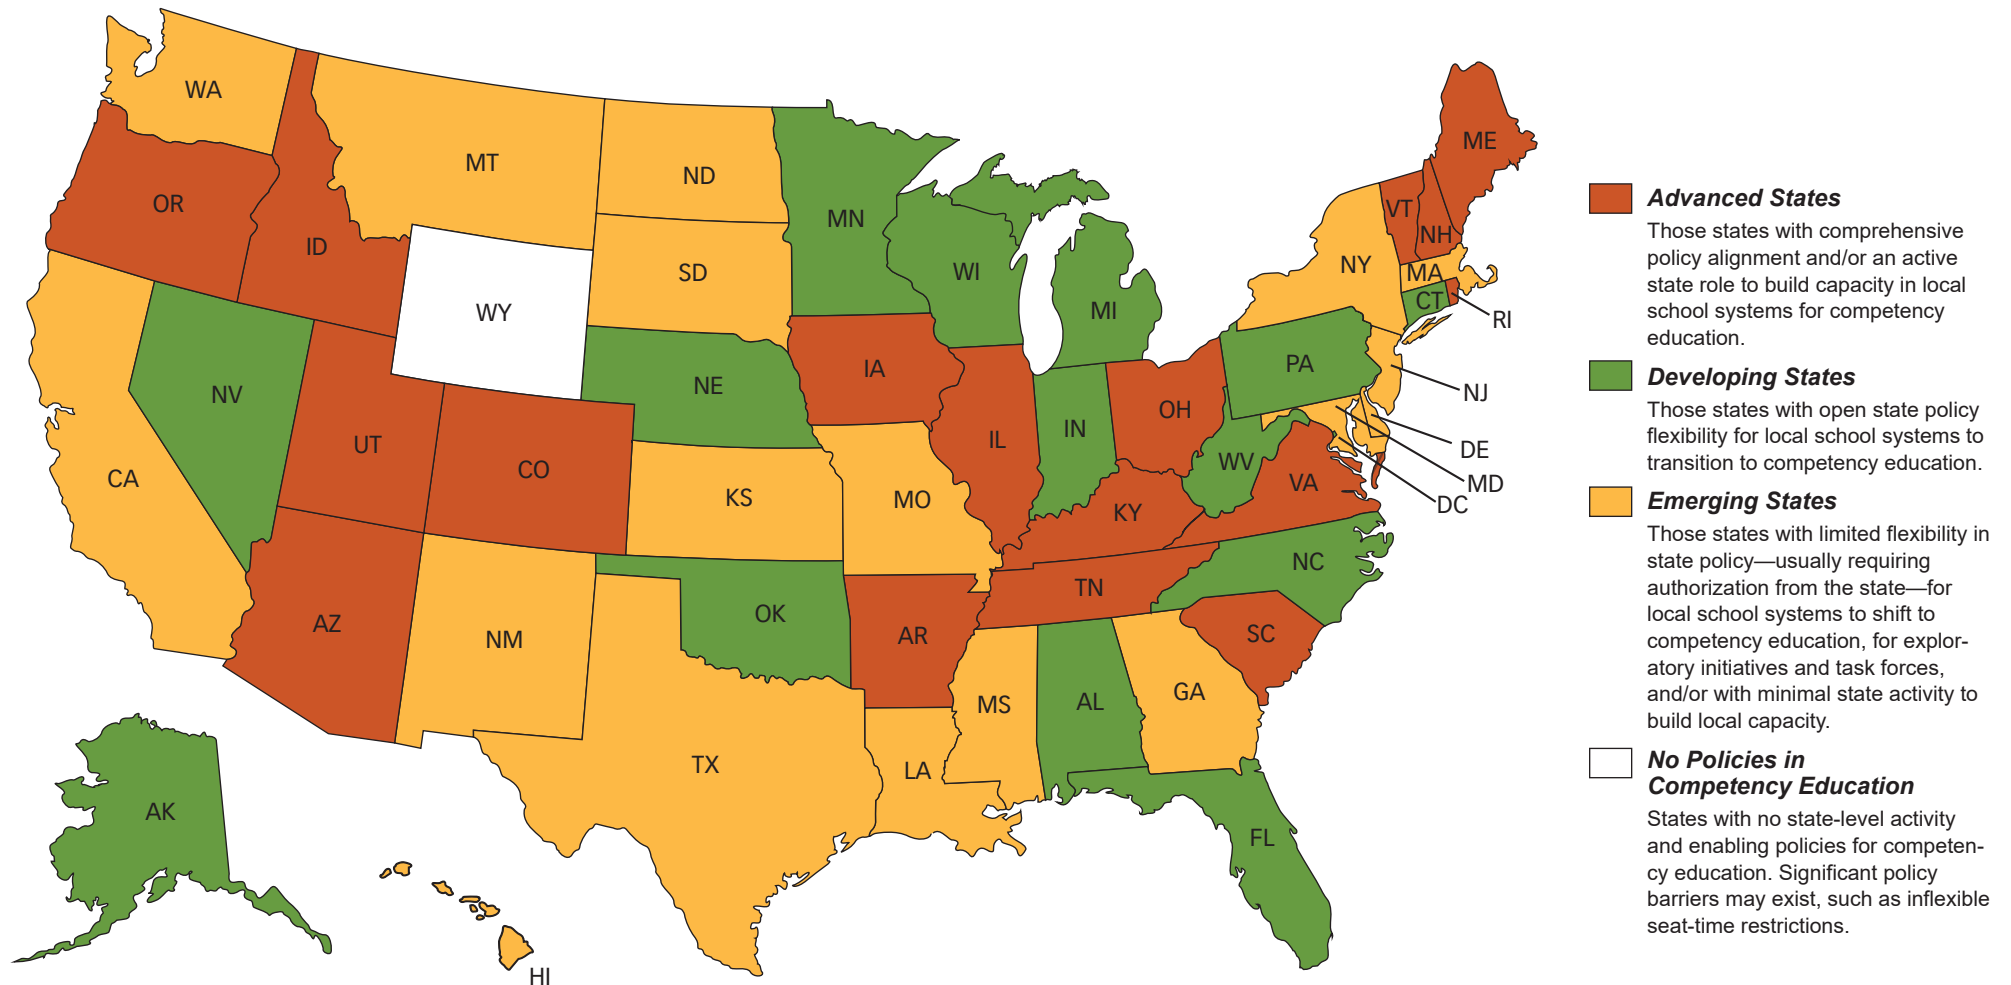 WA
OR
ID
MT
ND
MN
SD
WY
WI
MI
ME
VT
NH
NY
MA
CT
RI
NV
UT
CO
NE
IA
IL
IN
OH
PA
NJ
DE
MD
DC
CA
KS
MO
KY
WV
VA
AZ
NM
OK
AR
TN
NC
SC
MS
AL
GA
TX
LA
FL
AK
HI
Advanced States
Those states with comprehensive
policy alignment and/or an active
state role to build capacity in local
school systems for competency
education.
Developing States
Those states with open state policy
flexibility for local school systems to
transition to competency education.
Emerging States
Those states with limited flexibility in
state policy—usually requiring
authorization from the state—for
local school systems to shift to
competency education, for explor-
atory initiatives and task forces,
and/or with minimal state activity to
build local capacity.
No Policies in
Competency Education
States with no state-level activity
and enabling policies for competen-
cy education. Significant policy
barriers may exist, such as inflexible
seat-time restrictions.